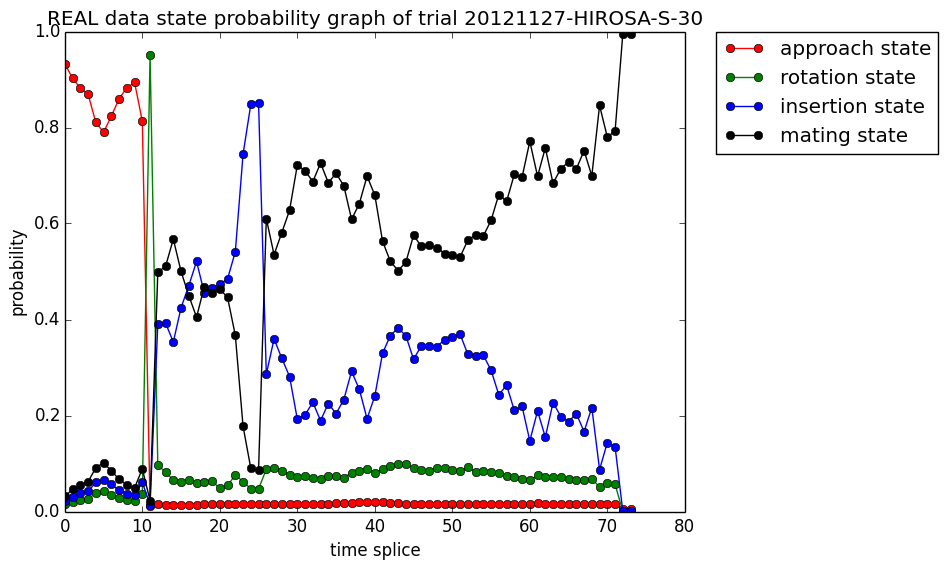 REAL data state probability graph of trial 20121127-HIROSA-S-30
1.0
0.8
0.6
0.4
0.2
0.0
probability
0 10 20 30 40 50 60 70 80
time splice
approach state
rotation state
insertion state
mating state